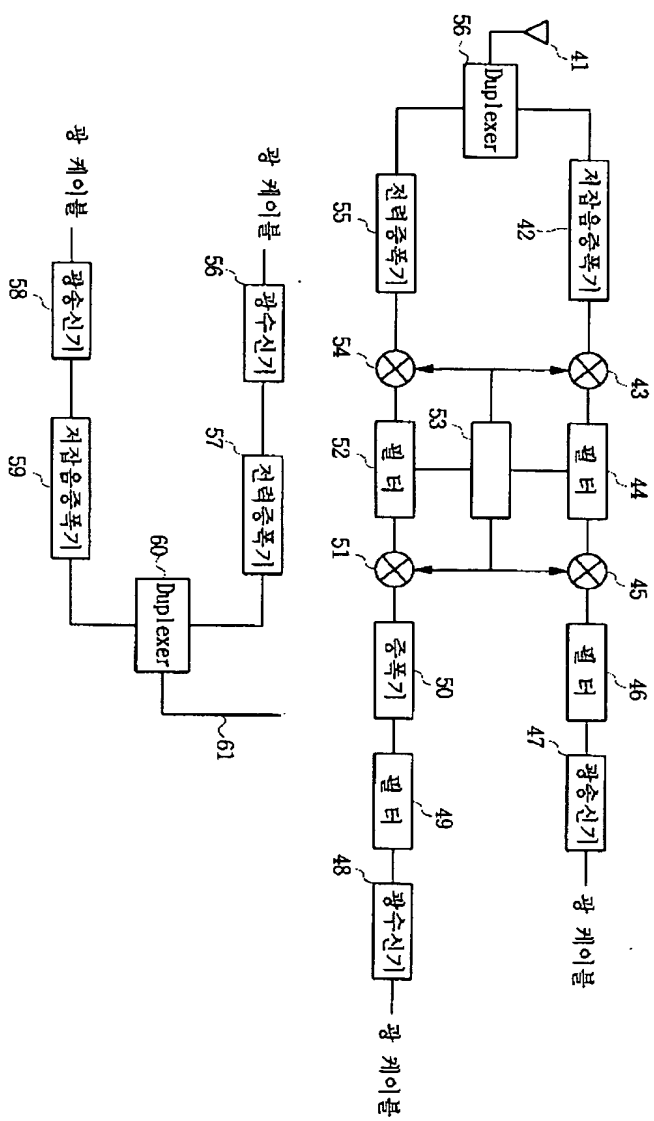 41
43
44
45
46
저잡음증폭기
필 터
필 터
광송신기
광 케이블
42
47
56
Duplexer
53
54
52
51
50
49
48
전력증폭기
필 터
증폭기
필 터
광수신기
광 케이블
55
광 케이블
56
광수신기
57
전력증폭기
60
Duplexer
61
광 케이블
광송신기
저잡음증폭기
58
59